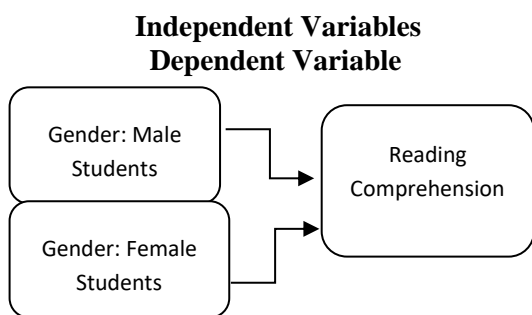 Independent Variables
Dependent Variable
Gender: Male
Students
Reading
Comprehension
Gender: Female
Students